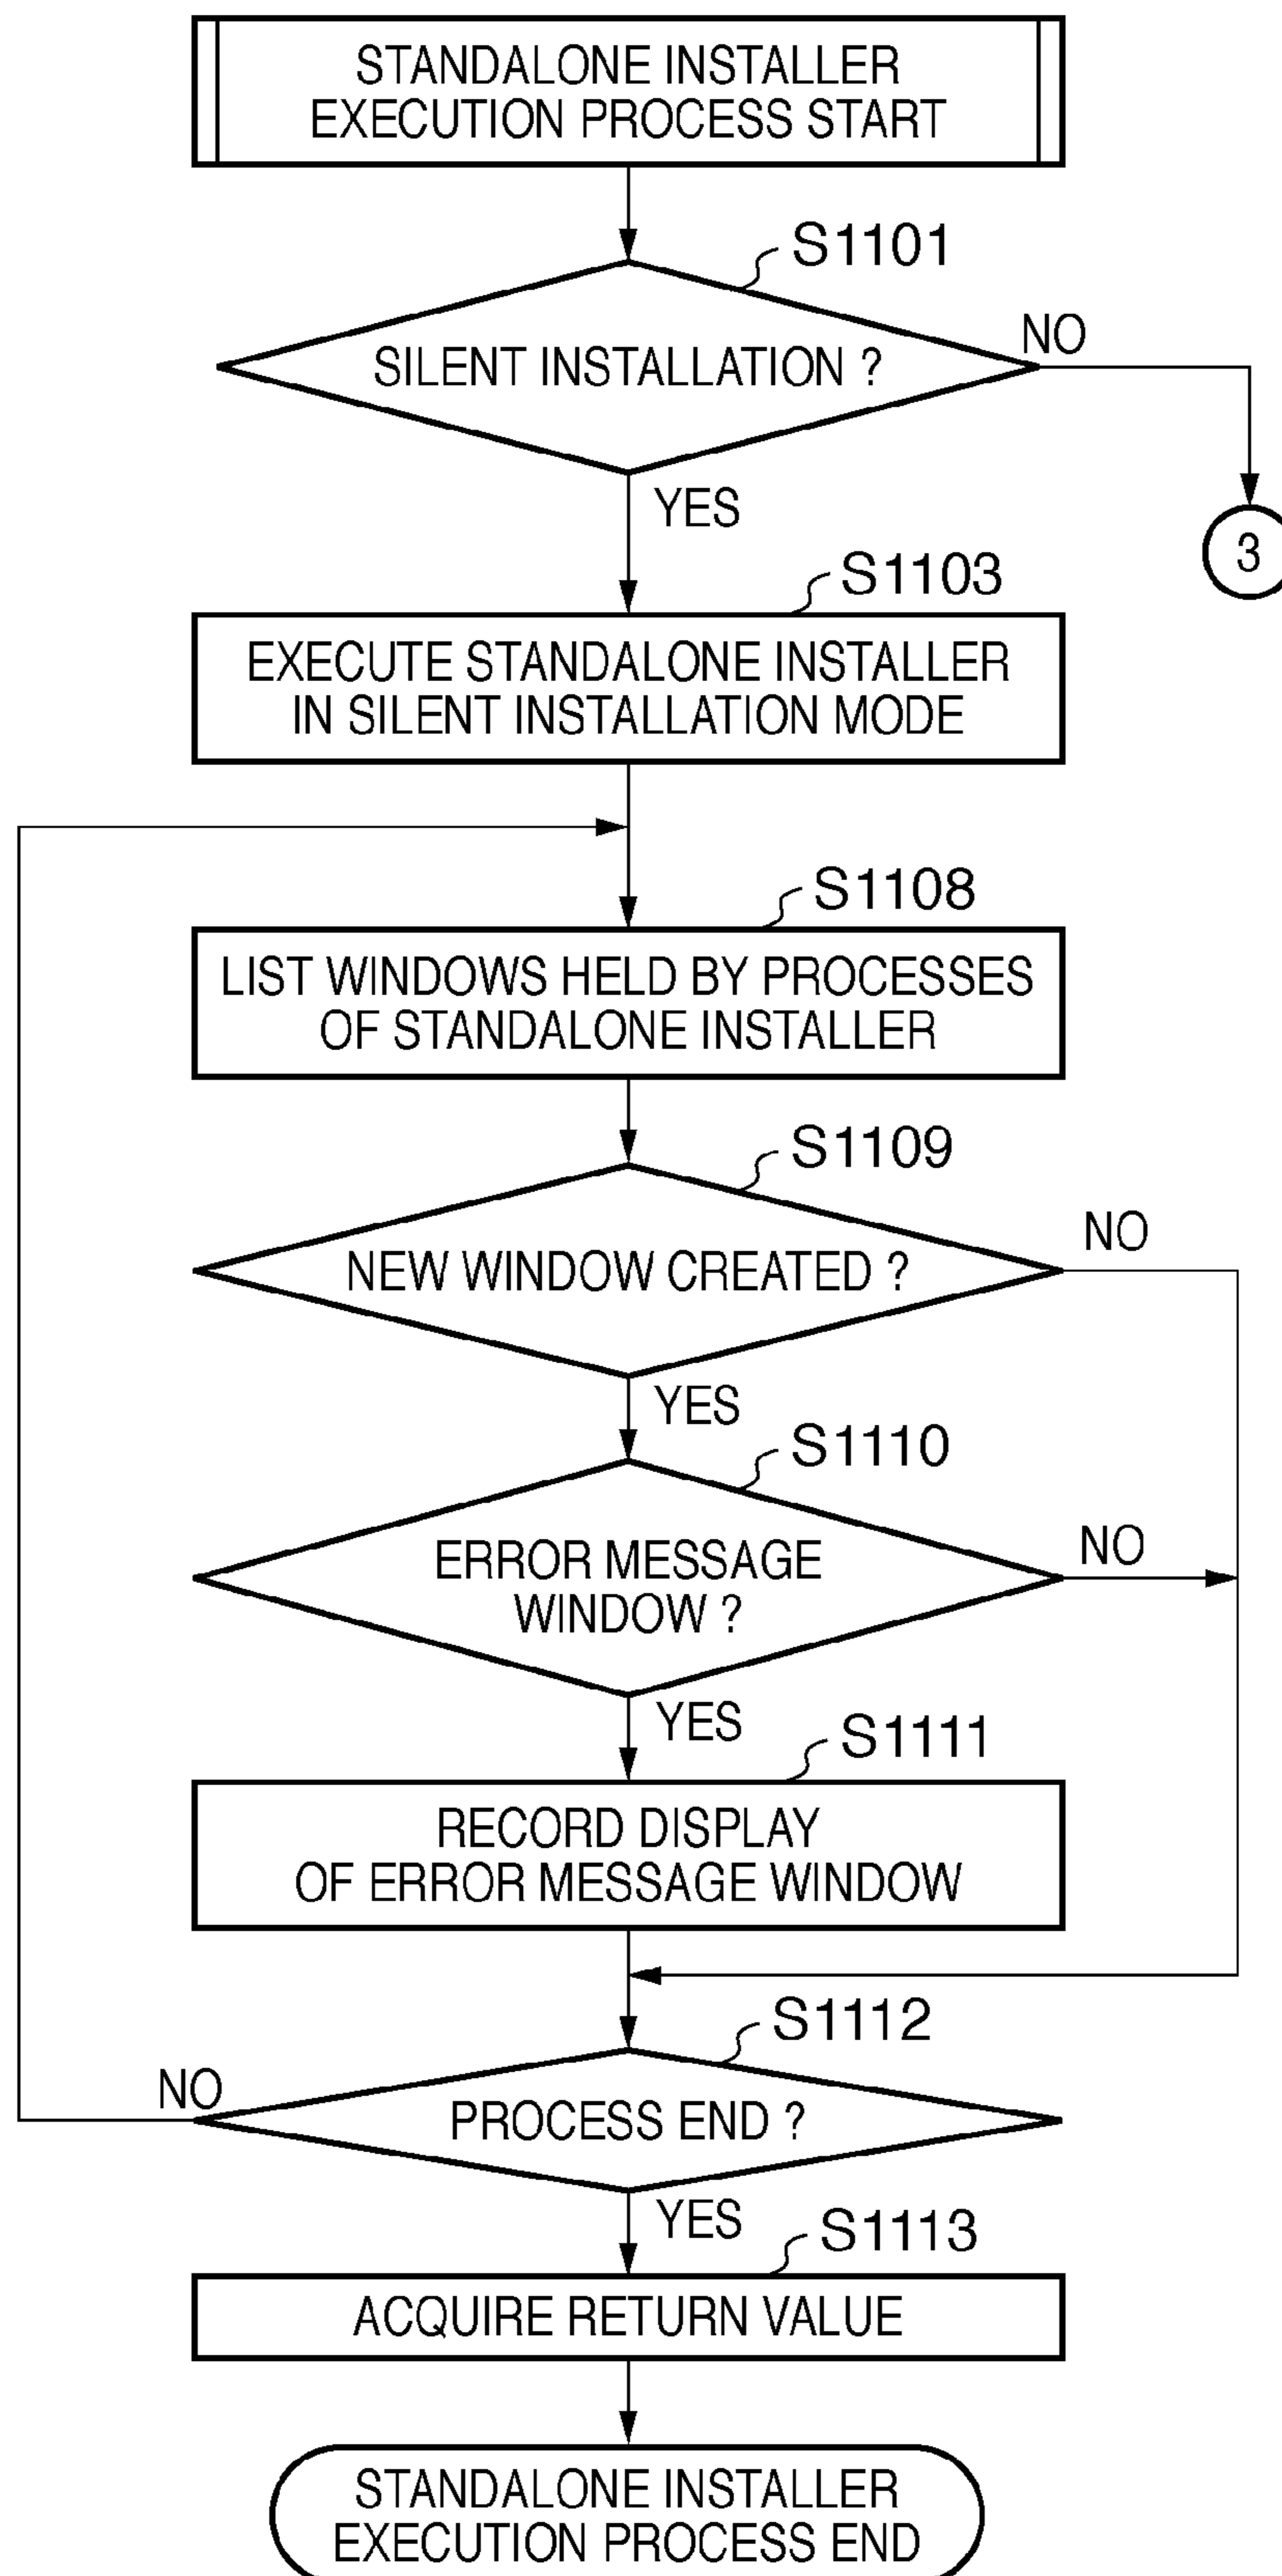 STANDALONE INSTALLER
EXECUTION PROCESS START
S1101
SILENT INSTALLATION ?
NO
YES
3
S1103
EXECUTE STANDALONE INSTALLER
IN SILENT INSTALLATION MODE
S1108
LIST WINDOWS HELD BY PROCESSES
OF STANDALONE INSTALLER
S1109
NEW WINDOW CREATED ?
NO
YES
S1110
ERROR MESSAGE
WINDOW ?
NO
YES
S1111
RECORD DISPLAY
OF ERROR MESSAGE WINDOW
S1112
NO
PROCESS END ?
YES
S1113
ACQUIRE RETURN VALUE
STANDALONE INSTALLER
EXECUTION PROCESS END